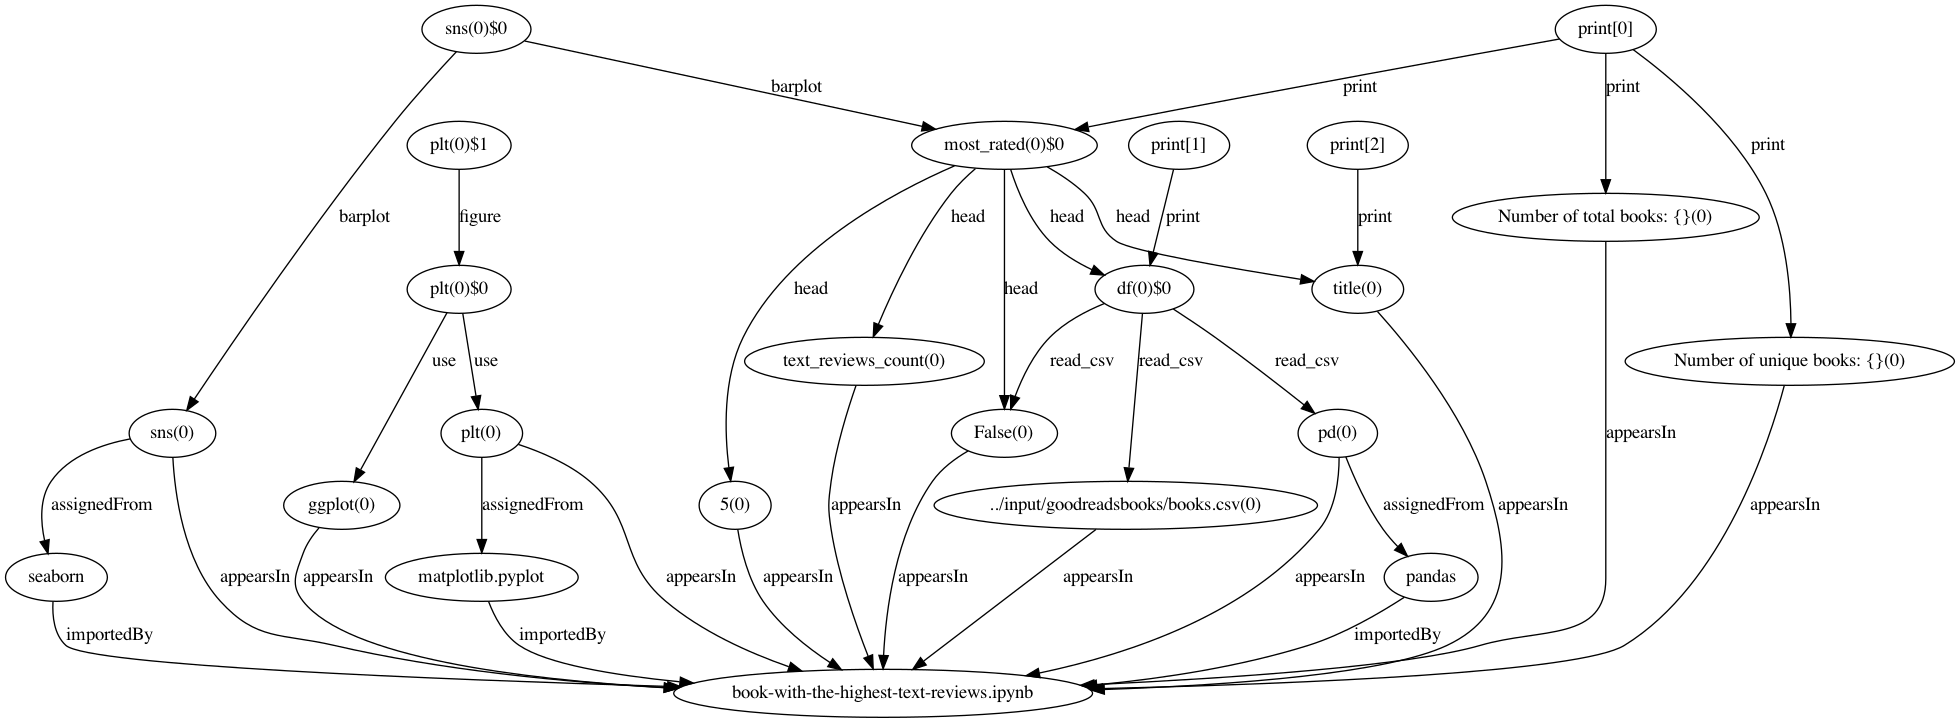 sns(0)$0
print[0]
barplot
print
print
plt(0)$1
most_rated(0)$0
print[1]
print[2]
print
barplot
figure
head
head
head
print
print
Number of total books: {}(0)
plt(0)$0
head
head
df(0)$0
title(0)
use
use
text_reviews_count(0)
read_csv
read_csv
read_csv
Number of unique books: {}(0)
sns(0)
plt(0)
False(0)
pd(0)
appearsIn
assignedFrom
ggplot(0)
assignedFrom
5(0)
appearsIn
../input/goodreadsbooks/books.csv(0)
assignedFrom
appearsIn
appearsIn
seaborn
appearsIn
appearsIn
matplotlib.pyplot
appearsIn
appearsIn
appearsIn
appearsIn
appearsIn
pandas
importedBy
importedBy
importedBy
book-with-the-highest-text-reviews.ipynb